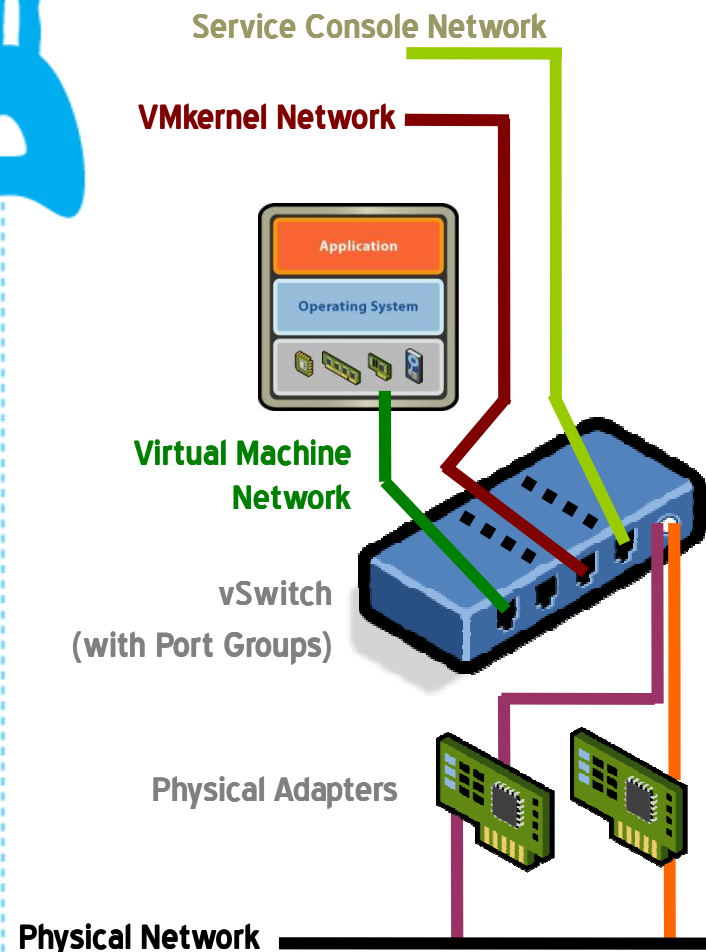 Service Console Network
VMkernel Network
Application
Operating System
Virtual Machine
Network
vSwitch
(with Port Groups)
Physical Adapters
Physical Network